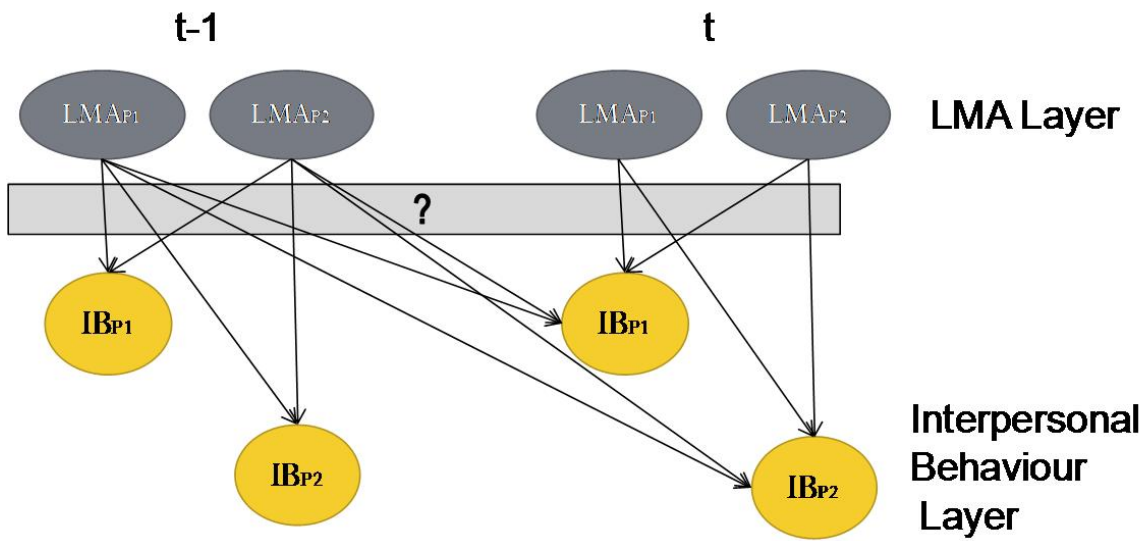 t-1 t
LMAP1 LMAP2 LMAP1 LMAP2 LMA Layer
?
IBP1 IBP1
IBP2 IBP2
Interpersonal
Behaviour
Layer